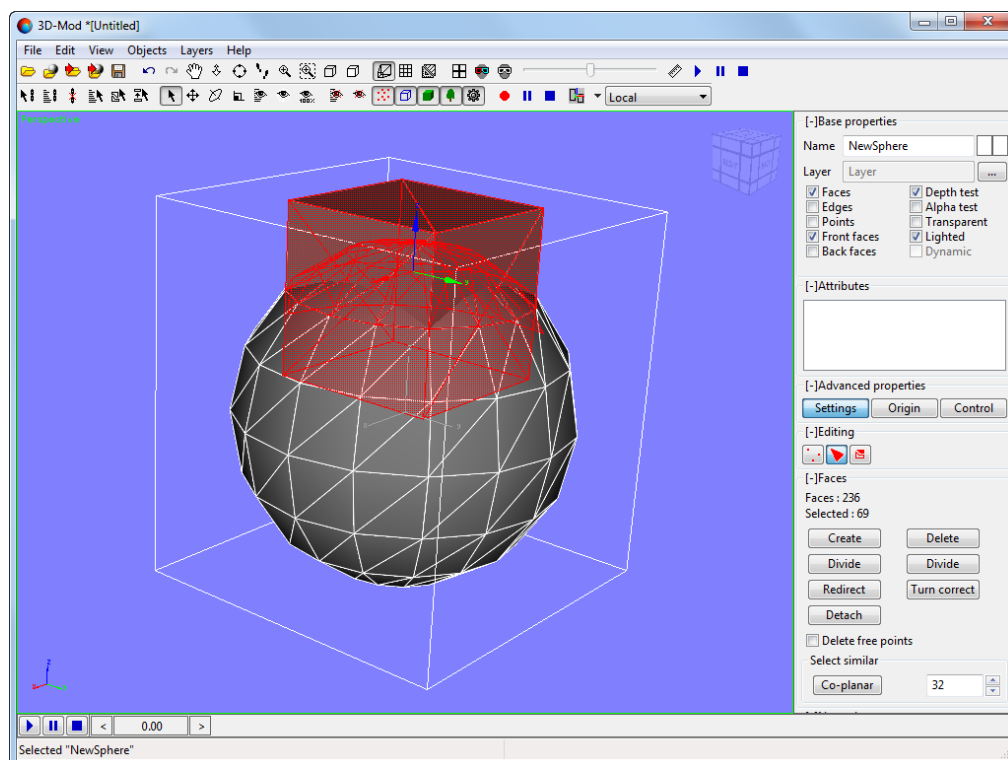 3D-Mod *[Untitled]
File Edit View Objects Layers Help
100%
Local
Perspective
[-]Base properties
Name NewSphere
Layer Layer ...
Faces Depth test
Edges Alpha test
Points Transparent
Front faces Lighted
Back faces Dynamic
[-]Attributes
[-]Advanced properties
Settings Origin Control
[-]Editing
[-]Faces
Faces : 236
Selected : 69
Create Delete
Divide Divide
Redirect Turn correct
Detach
Delete free points
Select similar
Co-planar 32
z
< 0.00 >
Selected "NewSphere"